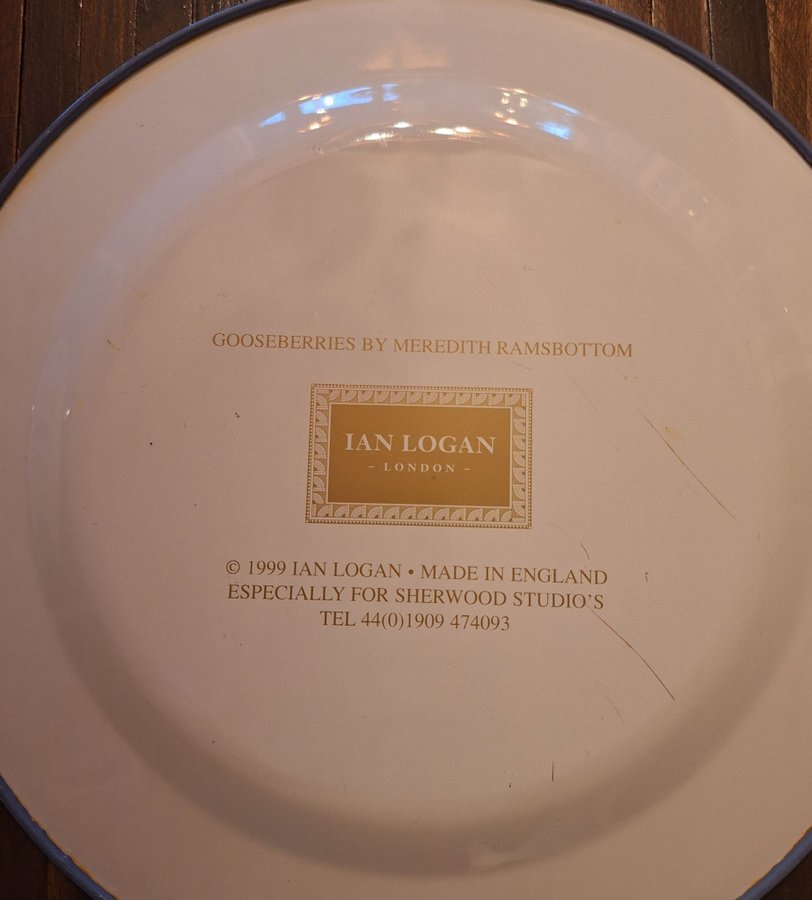 GOOSEBERRIES BY MEREDITH RAMSBOTTOM
IAN LOGAN
– LONDON –
© 1999 IAN LOGAN • MADE IN ENGLAND
ESPECIALLY FOR SHERWOOD STUDIO'S
TEL 44(0)1909 474093